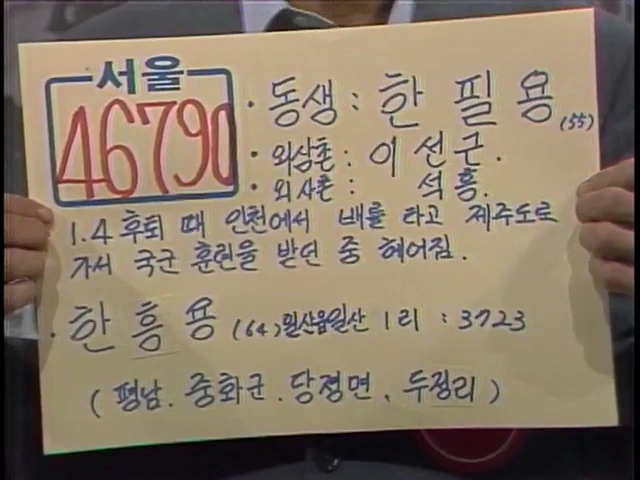 서울
46790
· 동생 : 한 필 용 (55)
· 외삼촌 : 이 선 근.
· 외사촌 : 석 흥.
1.4 후퇴 때 인천에서 배를 타고 제주도로
가서 국군 훈련을 받던 중 헤어짐.
· 한 흥 용 (64) 일산읍일산 1 리 : 3723
( 평남. 중화군. 당정면. 두정리 )